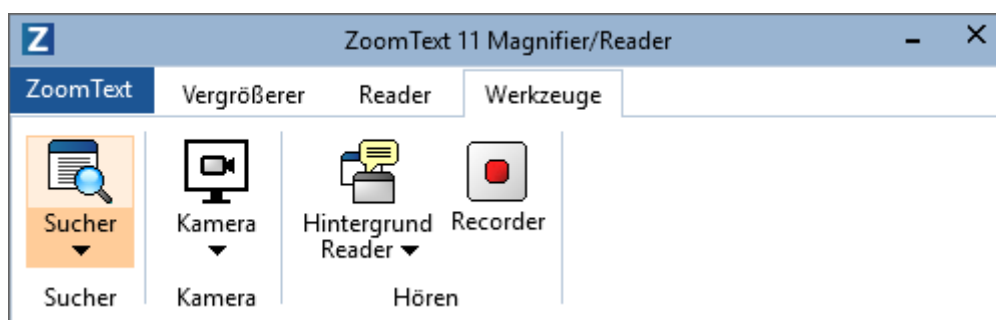 Z ZoomText 11 Magnifier/Reader
ZoomText Vergrößerer Reader Werkzeuge
Sucher Kamera Hintergrund Reader Recorder
Sucher Kamera Hören